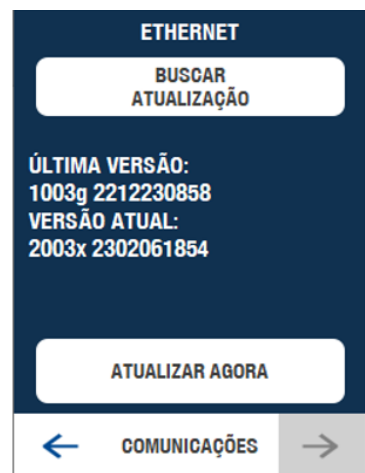 ETHERNET
BUSCAR
ATUALIZAÇÃO
ÚLTIMA VERSÃO:
1003g 2212230858
VERSÃO ATUAL:
2003x 2302061854
ATUALIZAR AGORA
COMUNICAÇÕES